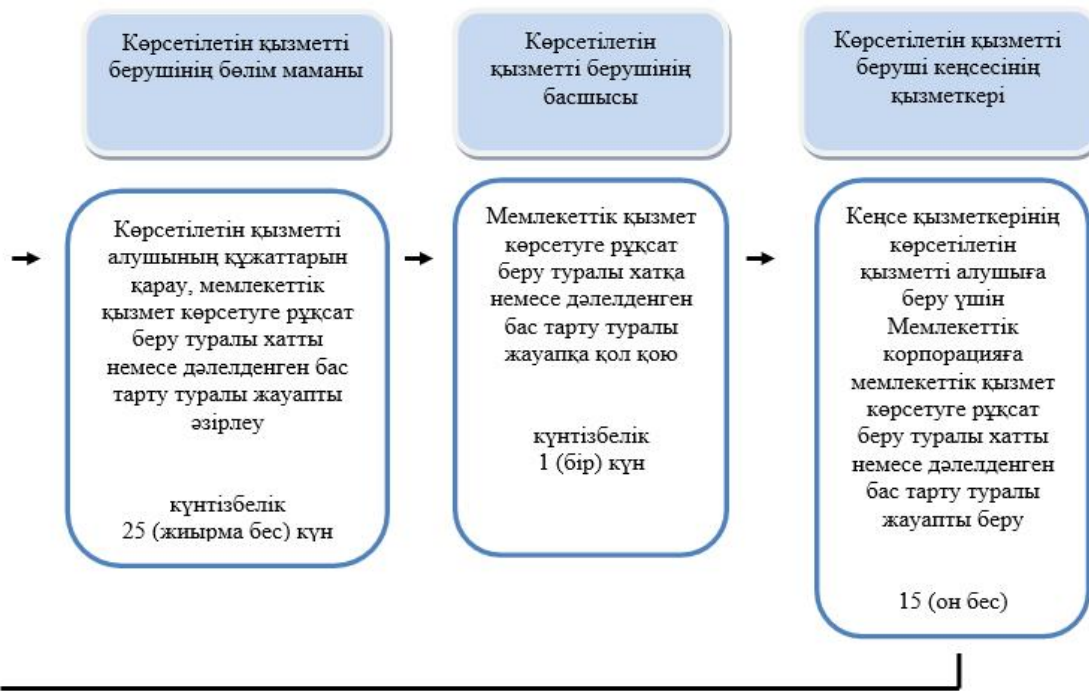 Көрсетілетін қызметті
берушінің бөлім маманы
Көрсетілетін
қызметті берушінің
басшысы
Көрсетілетін қызметті
беруші кеңсесінің
қызметкері
Көрсетілетін қызметті
алушының құжаттарын
қарау, мемлекеттік
қызмет көрсетуге рұқсат
беру туралы хатты
немесе дәлелденген бас
тарту туралы жауапты
әзірлеу
күнтізбелік
25 (жиырма бес) күн
Мемлекеттік қызмет
көрсетуге рұқсат
беру туралы хатқа
немесе дәлелденген
бас тарту туралы
жауапқа қол қою
күнтізбелік
1 (бір) күн
Кеңсе қызметкерінің
көрсетілетін
қызметті алушыға
беру үшін
Мемлекеттік
корпорацияға
мемлекеттік қызмет
көрсетуге рұқсат
беру туралы хатты
немесе дәлелденген
бас тарту туралы
жауапты беру
15 (он бес)